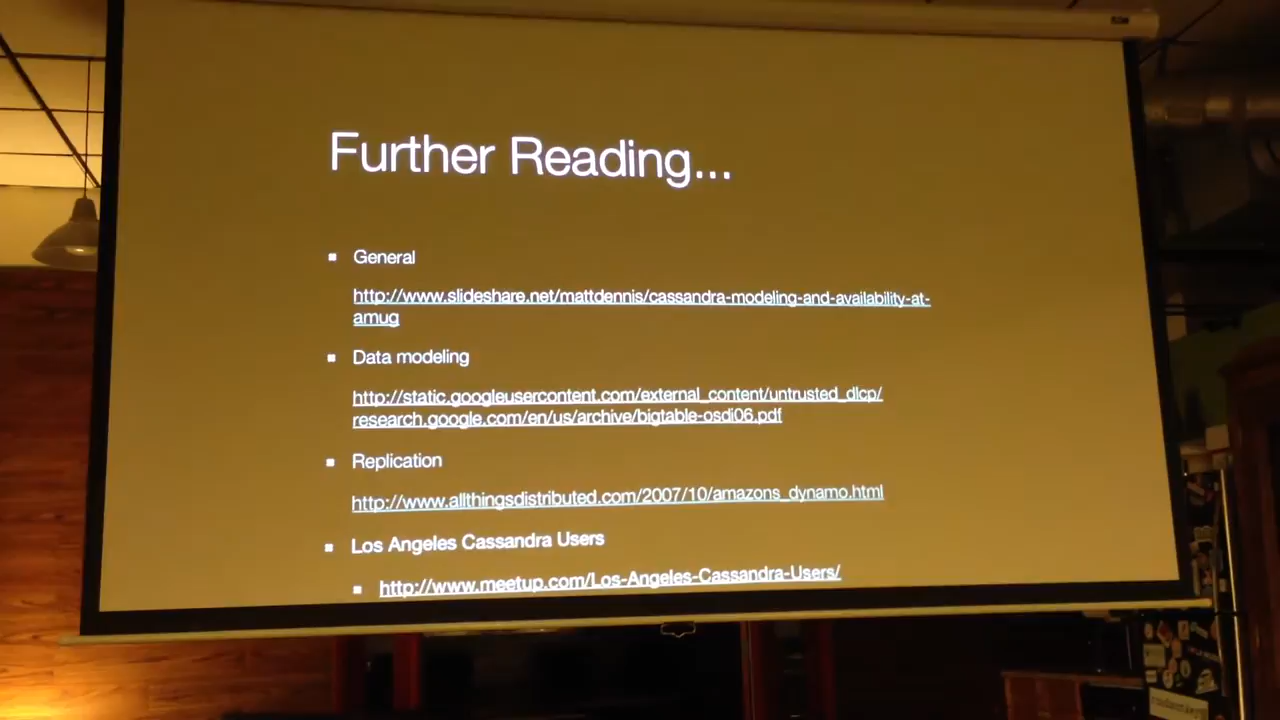 Further Reading...
General
http://www.slideshare.net/mattdennis/cassandra-modeling-and-availability-at-
amug
Data modeling
http://static.googleusercontent.com/external_content/untrusted_dlcp/
research.google.com/en/us/archive/bigtable-osdi06.pdf
Replication
http://www.allthingsdistributed.com/2007/10/amazons_dynamo.html
Los Angeles Cassandra Users
http://www.meetup.com/Los-Angeles-Cassandra-Users/